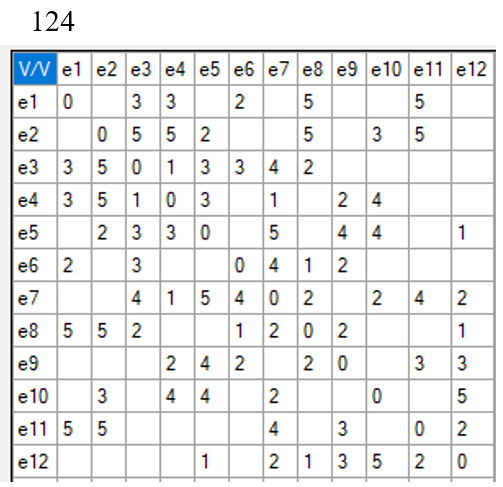 124
V/V e1 e2 e3 e4 e5 e6 e7 e8 e9 e10 e11 e12
e1 0 3 3 2 5 5
e2 0 5 5 2 5 3 5
e3 3 5 0 1 3 3 4 2
e4 3 5 1 0 3 1 2 4
e5 2 3 3 0 5 4 4 1
e6 2 3 0 4 1 2
e7 4 1 5 4 0 2 2 4 2
e8 5 5 2 1 2 0 2 1
e9 2 4 2 2 0 3 3
e10 3 4 4 2 0 5
e11 5 5 4 3 0 2
e12 1 2 1 3 5 2 0